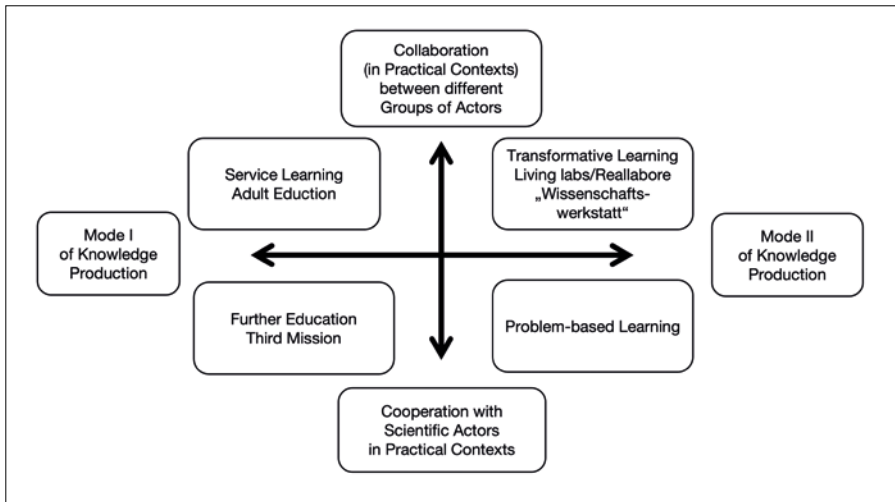 Collaboration
(in Practical Contexts)
between different
Groups of Actors
Service Learning
Adult Eduction
Transformative Learning
Living labs/Reallabore
„Wissenschafts-
werkstatt“
Mode I
of Knowledge
Production
Mode II
of Knowledge
Production
Further Education
Third Mission
Problem-based Learning
Cooperation with
Scientific Actors
in Practical Contexts